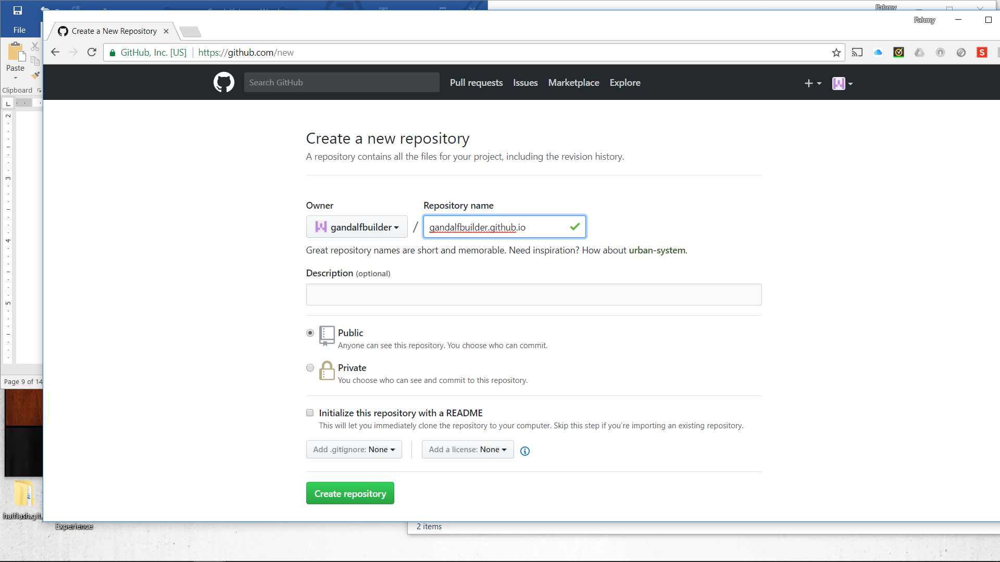 Fahmy
Fahmy
File
Create a New Repository
GitHub, Inc. [US]
https://github.com/new
Paste
Clipboard
Search GitHub
Pull requests
Issues
Marketplace
Explore
S
L
2
3
4
5
Create a new repository
A repository contains all the files for your project, including the revision history.
Owner
Repository name
gandalfbuilder
/
gandalfbuilder.github.io
Great repository names are short and memorable. Need inspiration? How about urban-system.
Description (optional)
Public
Anyone can see this repository. You choose who can commit.
Private
You choose who can see and commit to this repository.
Page 9 of 14
Initialize this repository with a README
This will let you immediately clone the repository to your computer. Skip this step if you're importing an existing repository.
Add .gitignore: None
Add a license: None
Create repository
halflash.git.
Experience
2 items